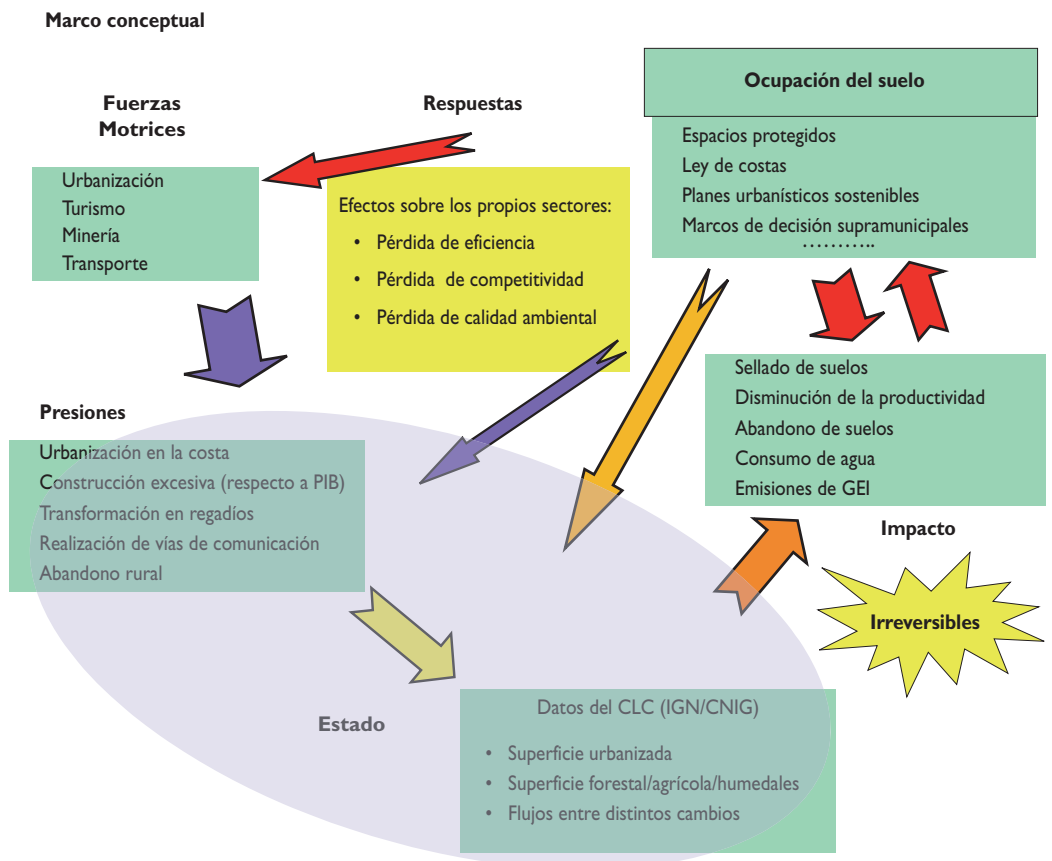 Marco conceptual
Fuerzas
Motrices
Urbanización
Turismo
Minería
Transporte
Respuestas
Efectos sobre los propios sectores:
• Pérdida de eficiencia
• Pérdida de competitividad
• Pérdida de calidad ambiental
Ocupación del suelo
Espacios protegidos
Ley de costas
Planes urbanísticos sostenibles
Marcos de decisión supramunicipales
………..
Sellado de suelos
Disminución de la productividad
Abandono de suelos
Consumo de agua
Emisiones de GEI
Impacto
Irreversibles
Presiones
Urbanización en la costa
Construcción excesiva (respecto a PIB)
Transformación en regadíos
Realización de vías de comunicación
Abandono rural
Estado
Datos del CLC (IGN/CNIG)
• Superficie urbanizada
• Superficie forestal/agrícola/humedales
• Flujos entre distintos cambios